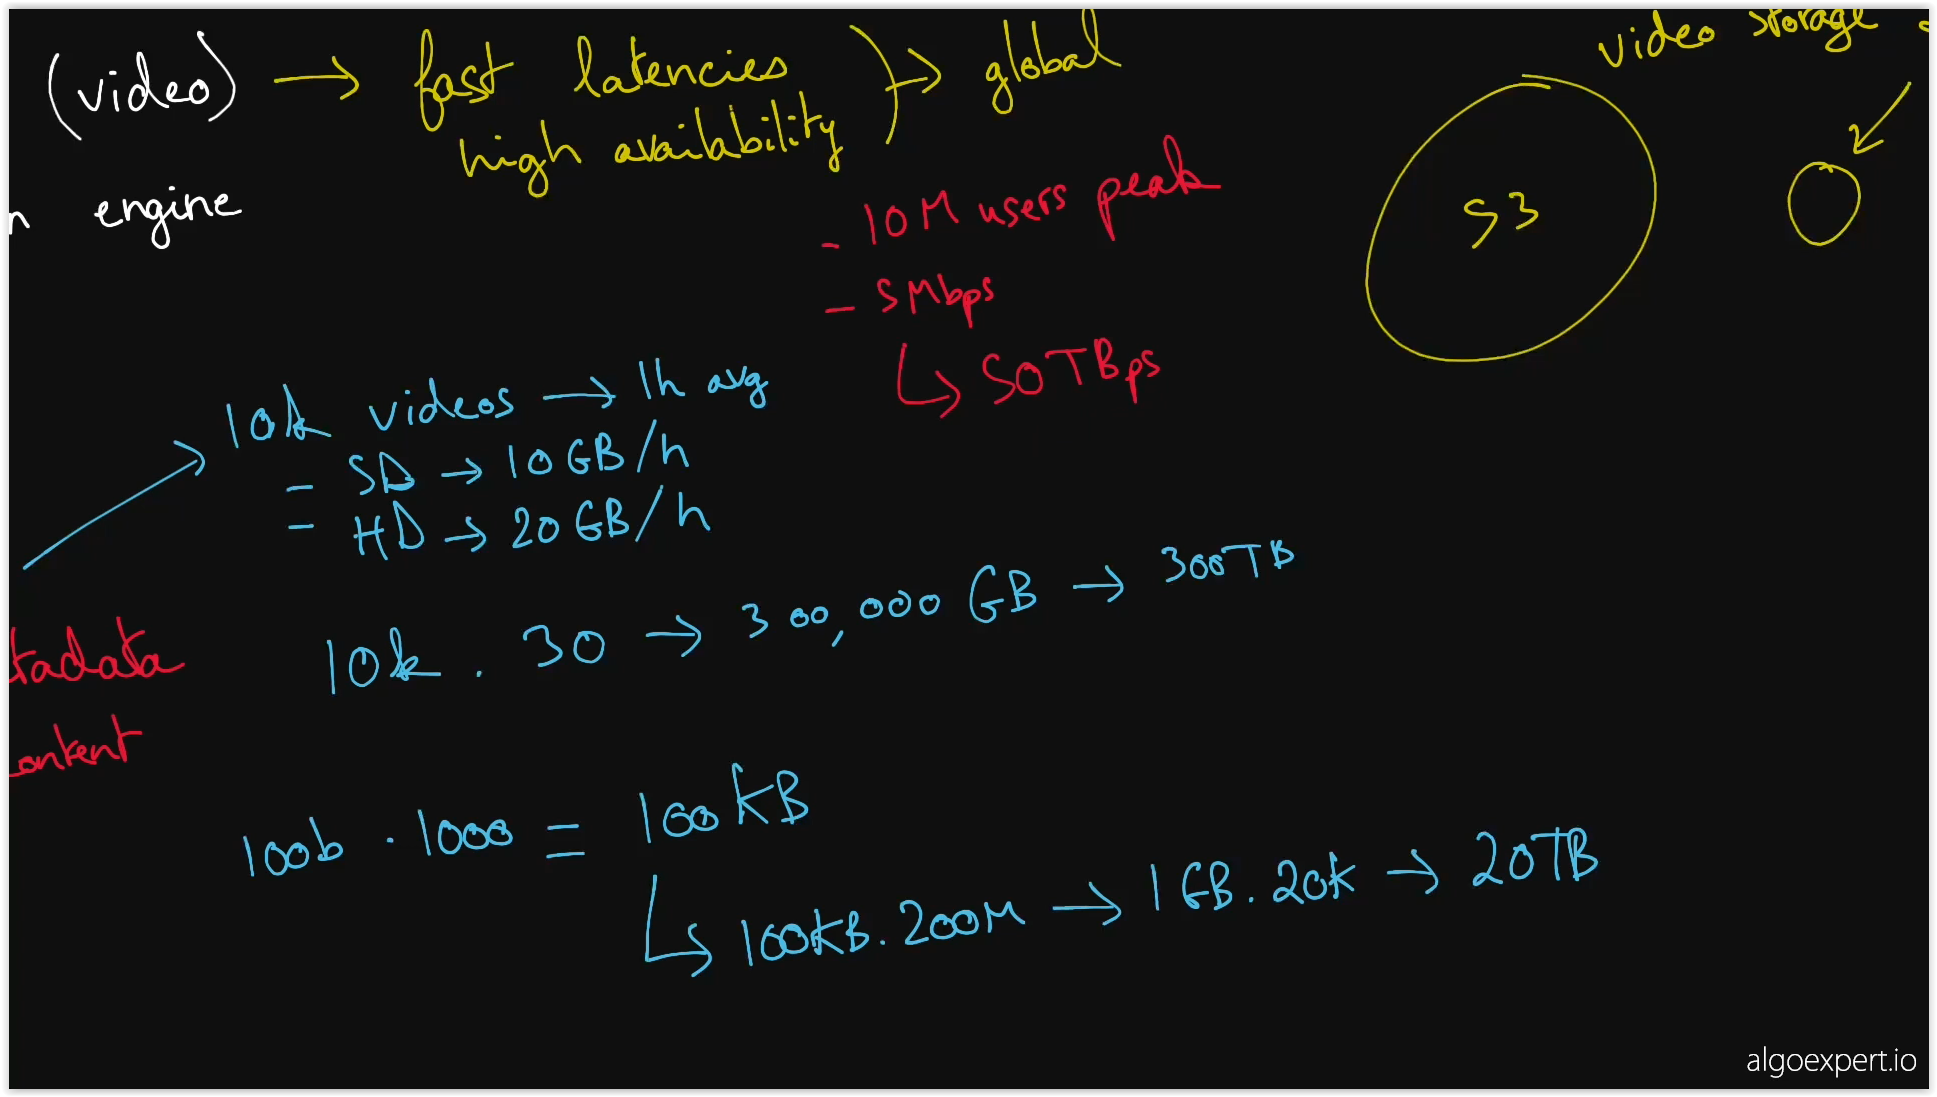 (video) → fast latencies
high availability
→ global
video storage
n engine
- 10M users peak
- 5Mbps
↳ 50TBps
S3
10k videos → 1h avg
- SD → 10GB/h
- HD → 20GB/h
10k . 30 → 300,000 GB → 300TB
tadata
ontent
100b . 1000 = 100KB
↳ 100KB . 200M → 1GB . 20K → 20TB
algoexpert.io